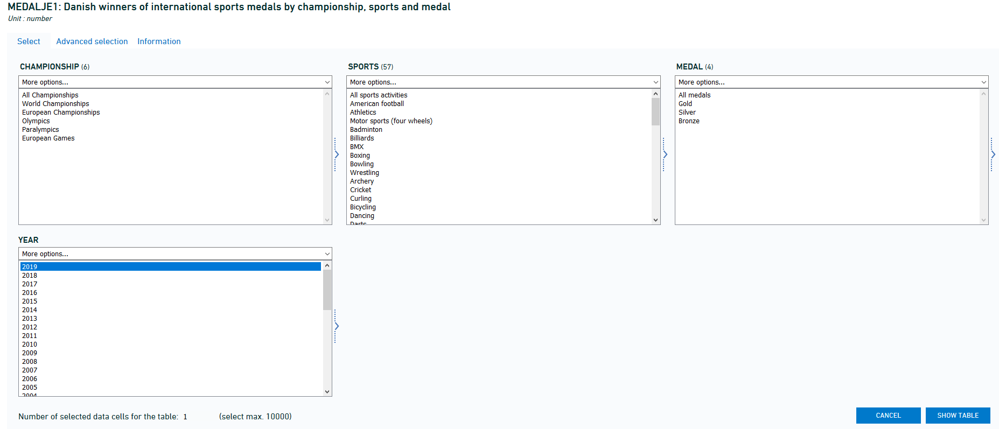 MEDALJE1: Danish winners of international sports medals by championship, sports and medal
Unit : number
Select
Advanced selection
Information
CHAMPIONSHIP (6)
More options...
All Championships
World Championships
European Championships
Olympics
Paralympics
European Games
SPORTS (57)
More options...
All sports activities
American football
Athletics
Motor sports (four wheels)
Badminton
Billiards
BMX
Boxing
Bowling
Wrestling
Archery
Cricket
Curling
Bicycling
Dancing
Darts
MEDAL (4)
More options...
All medals
Gold
Silver
Bronze
YEAR
More options...
2019
2018
2017
2016
2015
2014
2013
2012
2011
2010
2009
2008
2007
2006
2005
2004
Number of selected data cells for the table: 1 (select max. 10000)
CANCEL
SHOW TABLE